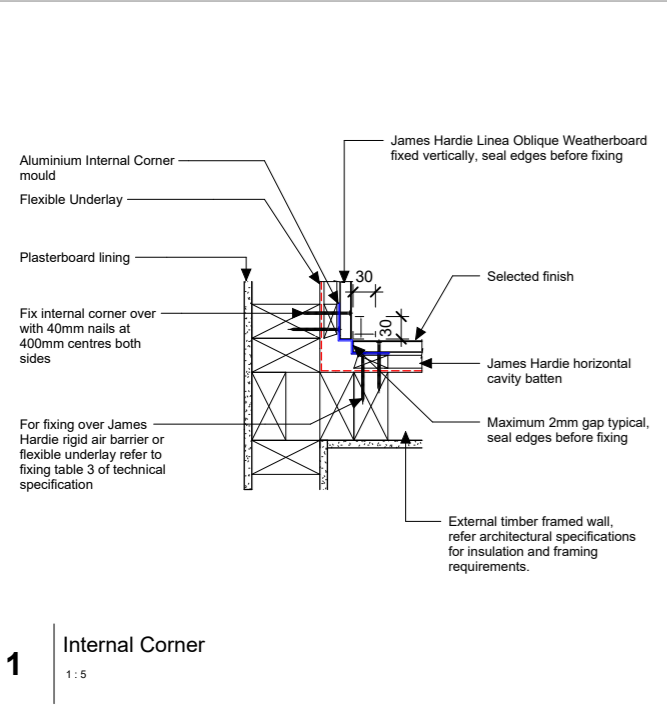 James Hardie Linea Oblique Weatherboard
fixed vertically, seal edges before fixing
Aluminium Internal Corner
mould
Flexible Underlay
Plasterboard lining
30
Selected finish
Fix internal corner over
with 40mm nails at
400mm centres both
sides
30
James Hardie horizontal
cavity batten
For fixing over James
Hardie rigid air barrier or
flexible underlay refer to
fixing table 3 of technical
specification
Maximum 2mm gap typical,
seal edges before fixing
External timber framed wall,
refer architectural specifications
for insulation and framing
requirements.
1
Internal Corner
1 : 5